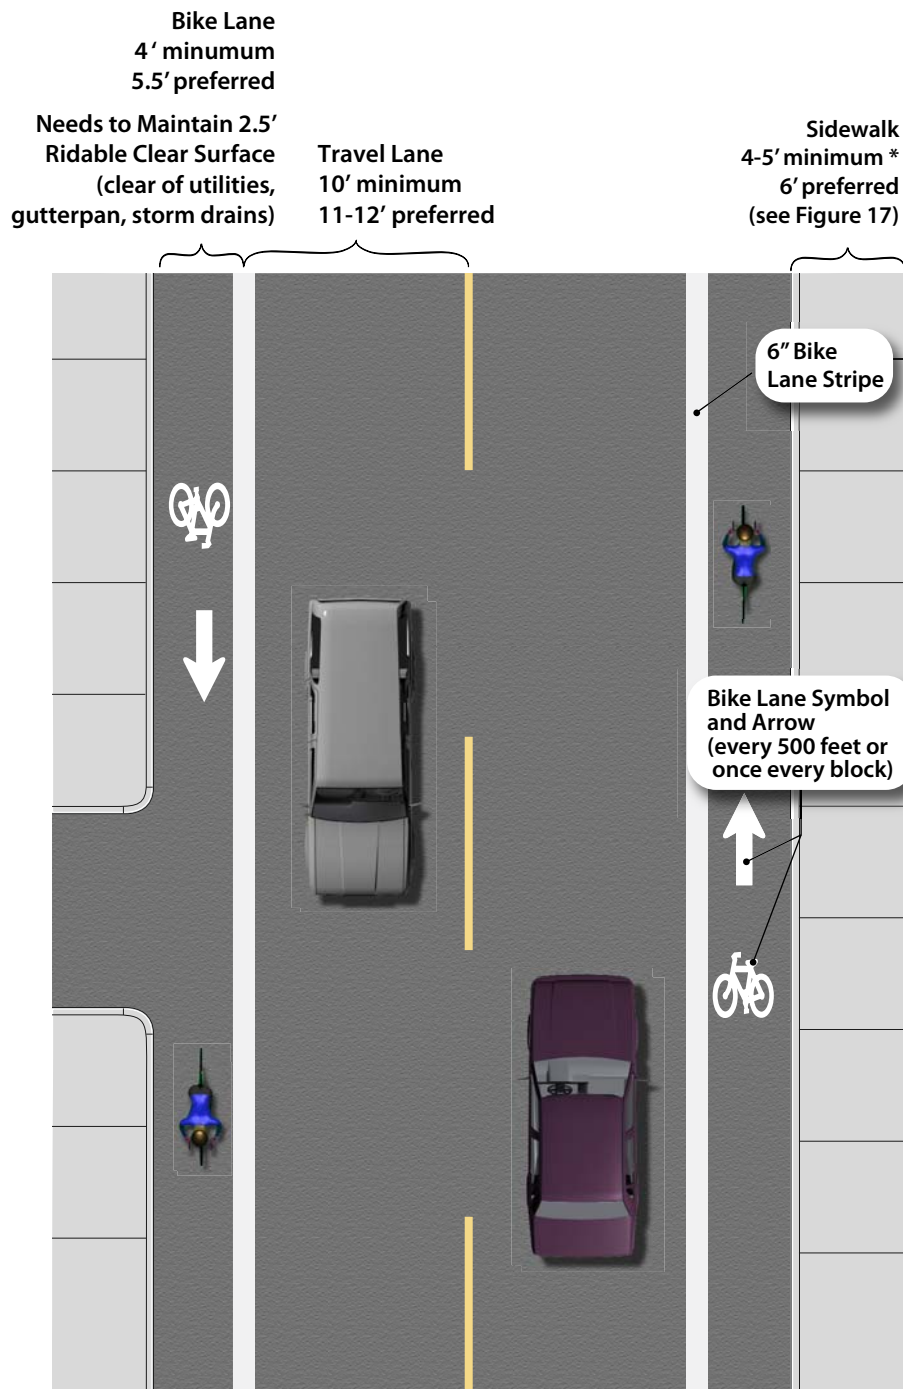 Bike Lane
4‘ minumum
5.5’ preferred
Needs to Maintain 2.5’
Ridable Clear Surface
(clear of utilities,
gutterpan, storm drains)
Travel Lane
10’ minimum
11-12’ preferred
Sidewalk
4-5’ minimum *
6’ preferred
(see Figure 17)
6” Bike
Lane Stripe
Bike Lane Symbol
and Arrow
(every 500 feet or
once every block)